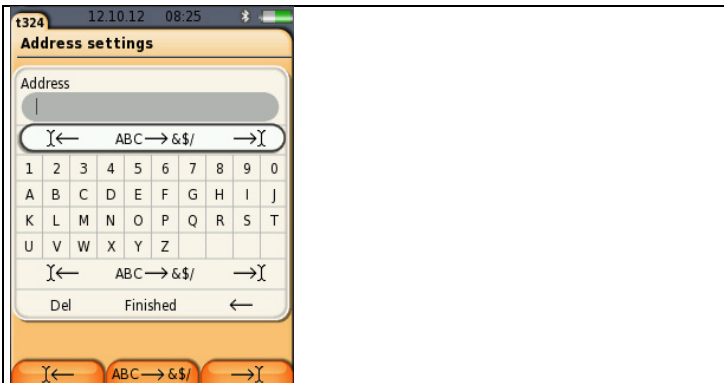 t324 12.10.12 08:25
Address settings
Address
⌶← ABC→&$/ →⌶
1 2 3 4 5 6 7 8 9 0
A B C D E F G H I J
K L M N O P Q R S T
U V W X Y Z
⌶← ABC→&$/ →⌶
Del Finished ←
⌶← ABC→&$/ →⌶